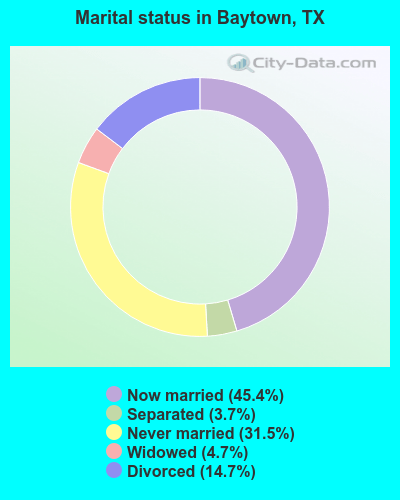 Marital status in Baytown, TX
City-Data.com
Now married (45.4%)
Separated (3.7%)
Never married (31.5%)
Widowed (4.7%)
Divorced (14.7%)